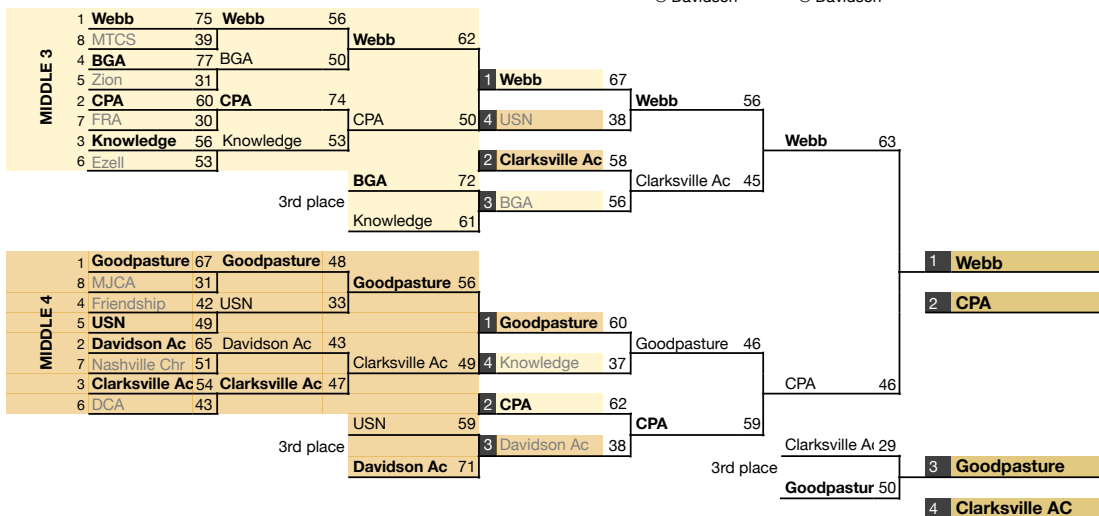 © Davidson © Davidson
1 Webb 75 Webb 56
8 MTCS 39 Webb 62
4 BGA 77 BGA 50
5 Zion 31 1 Webb 67
2 CPA 60 CPA 74 Webb 56
7 FRA 30 CPA 50 4 USN 38
3 Knowledge 56 Knowledge 53 Webb 63
6 Ezell 53 2 Clarksville Ac 58
MIDDLE 3
BGA 72 Clarksville Ac 45
3rd place 3 BGA 56
Knowledge 61
1 Goodpasture 67 Goodpasture 48 1 Webb
8 MJCA 31 Goodpasture 56
4 Friendship 42 USN 33 2 CPA
5 USN 49 1 Goodpasture 60
2 Davidson Ac 65 Davidson Ac 43 Goodpasture 46
7 Nashville Chr 51 Clarksville Ac 49 4 Knowledge 37
3 Clarksville Ac 54 Clarksville Ac 47 CPA 46
6 DCA 43 2 CPA 62
MIDDLE 4
USN 59 CPA 59
3rd place 3 Davidson Ac 38 Clarksville Ac 29
Davidson Ac 71 3rd place 3 Goodpasture
Goodpastur 50
4 Clarksville AC